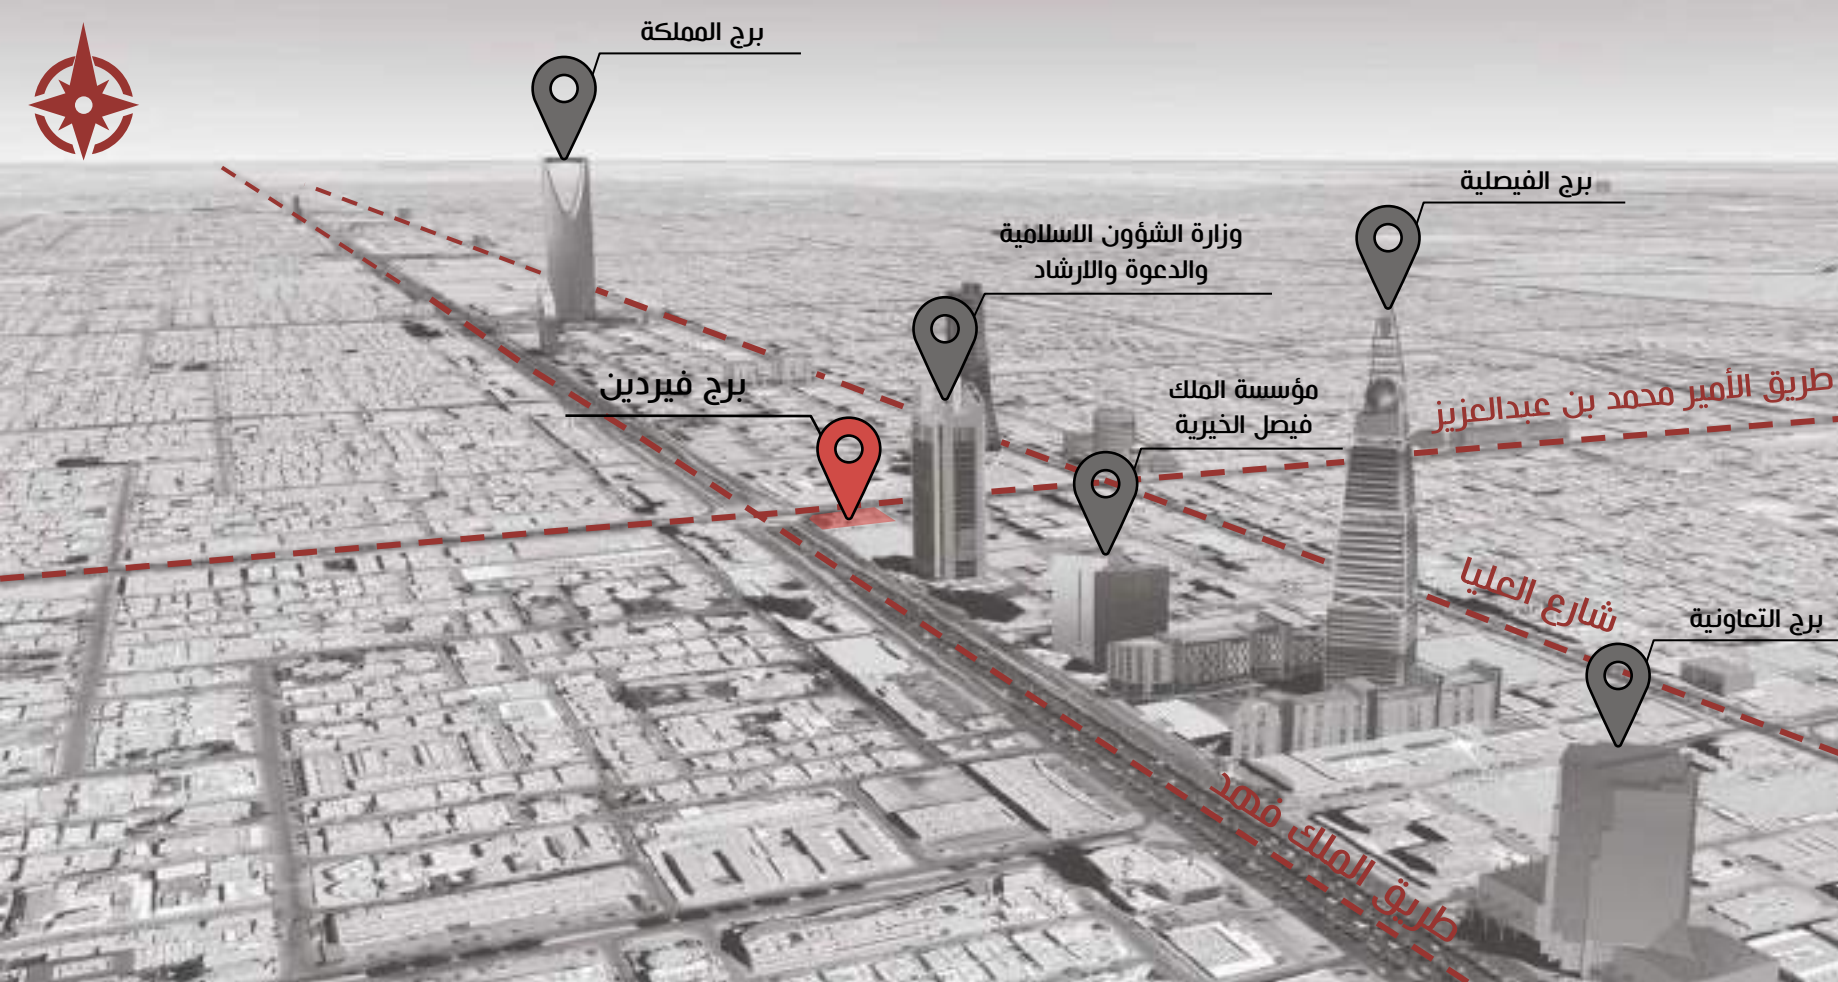 برج المملكة
برج الفيصلية
وزارة الشؤون الاسلامية
والدعوة والارشاد
برج فيردين
مؤسسة الملك
فيصل الخيرية
طريق الأمير محمد بن عبدالعزيز
شارع العليا
برج التعاونية
طريق الملك فهد